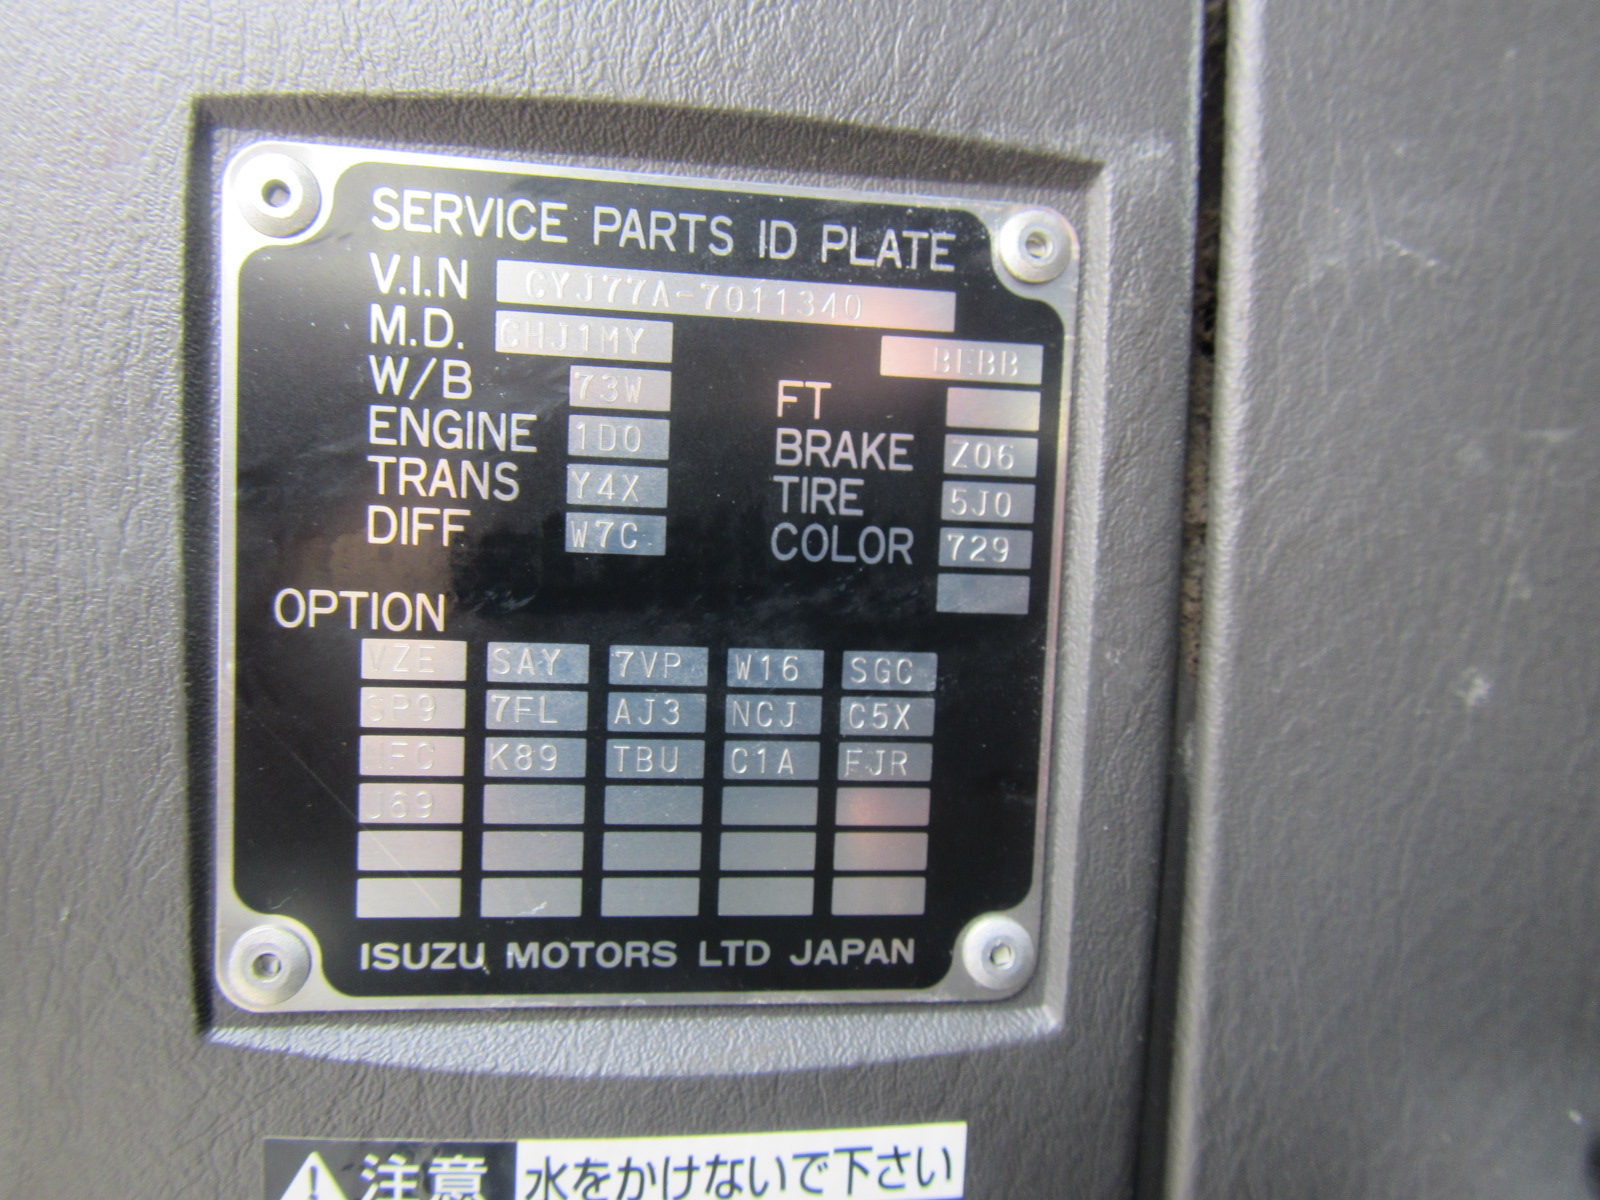 SERVICE PARTS ID PLATE
V.I.N CYJ77A-7011340
M.D. CHJ1MY BEBB
W/B 73W FT
ENGINE 1D0 BRAKE Z06
TRANS Y4X TIRE 5J0
DIFF W7C COLOR 729
OPTION
VZE SAY 7VP W16 SGC
7FL AJ3 NCJ C5X
K89 TBU C1A FJR
J69
ISUZU MOTORS LTD JAPAN
注意 水をかけないで下さい